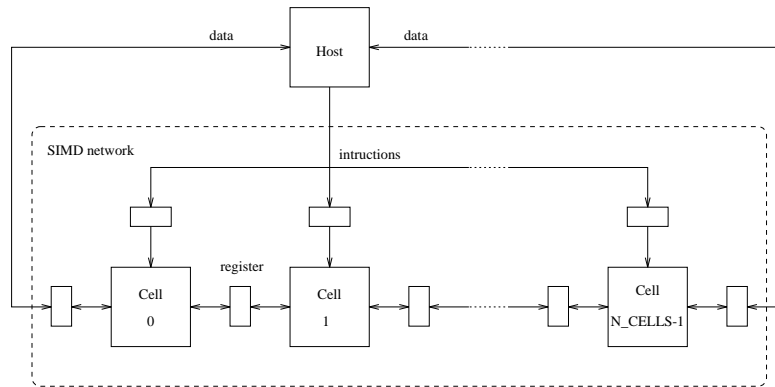 data
data
Host
SIMD network
intructions
register
Cell
0
Cell
1
Cell
N_CELLS-1